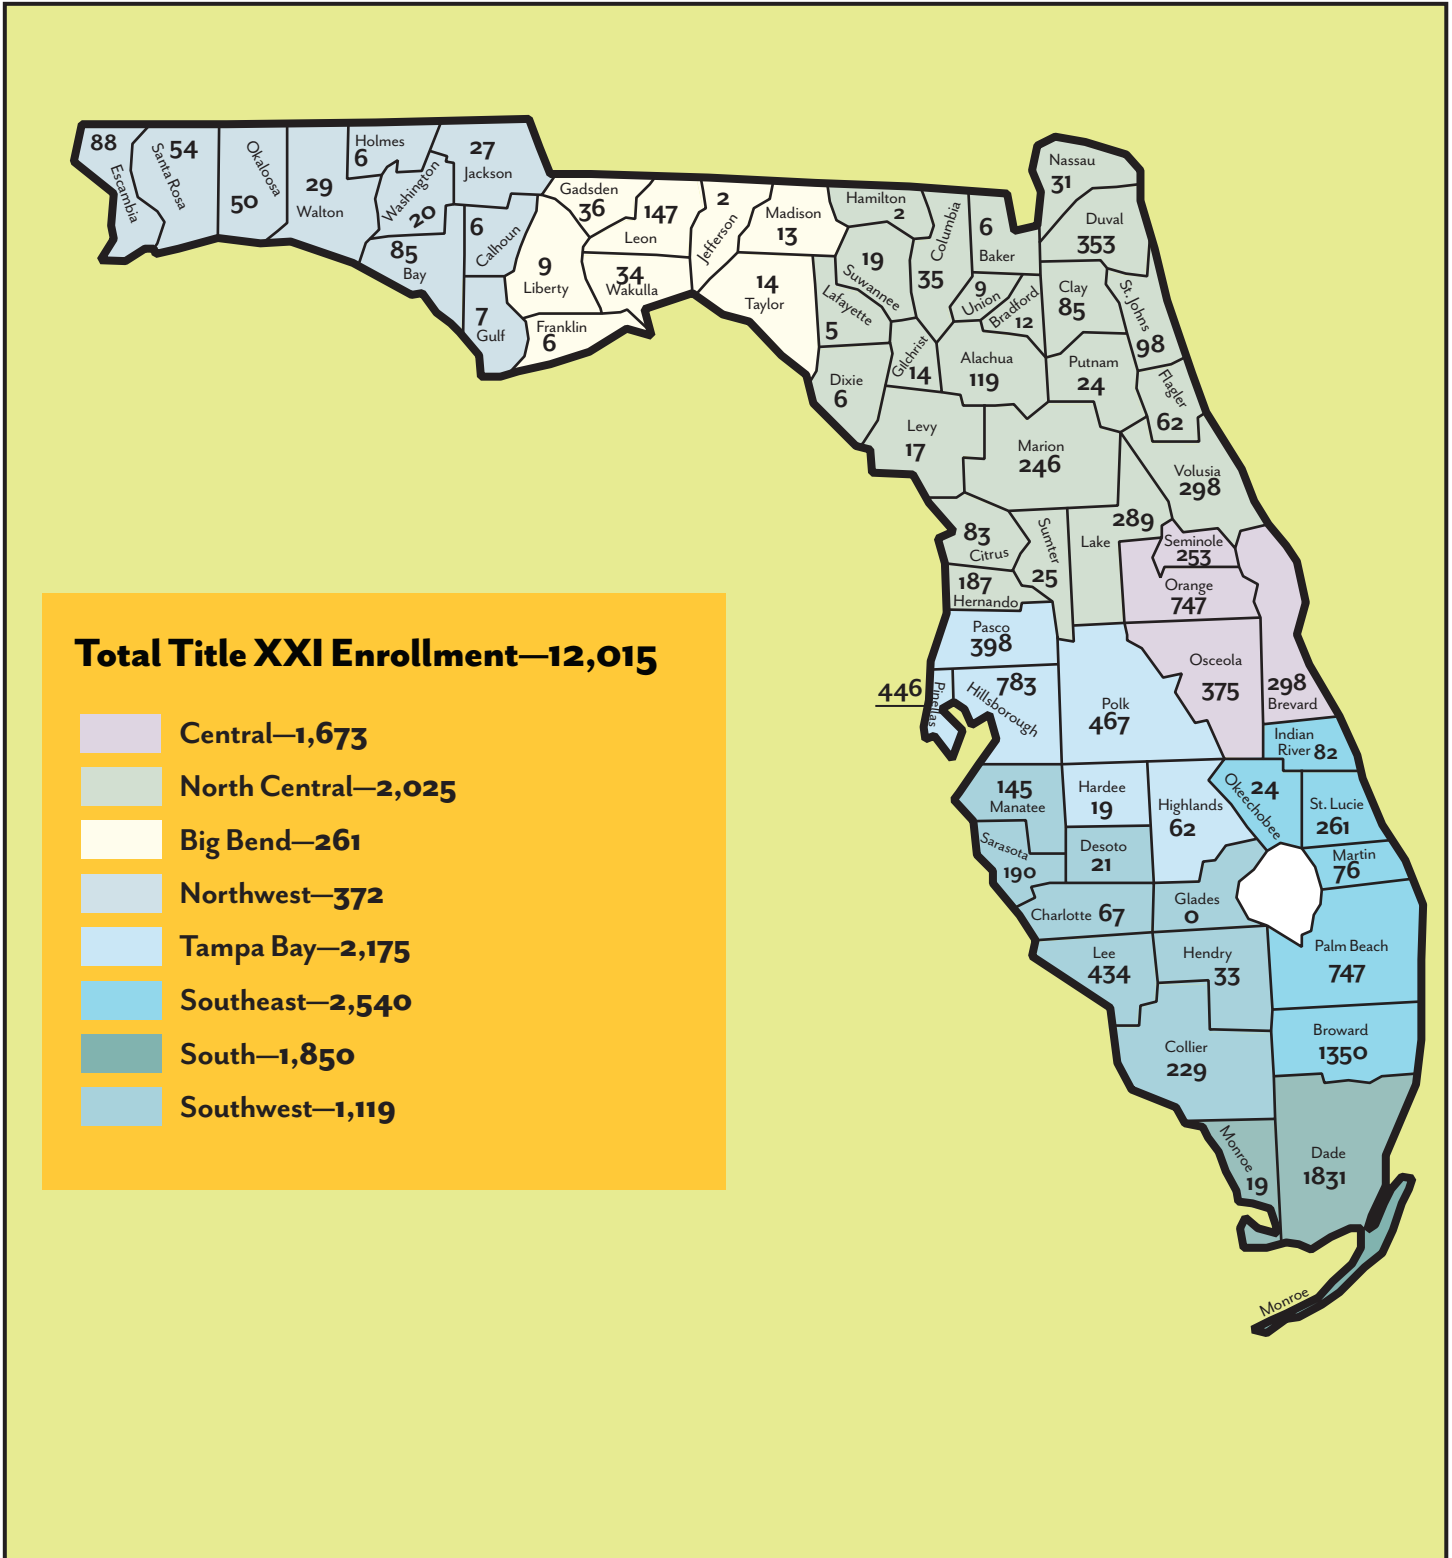 88
Escambia
54
Santa Rosa
Okaloosa
50
29
Walton
Holmes
6
Washington
20
27
Jackson
85
Bay
6
Calhoun
7
Gulf
Gadsden
36
147
Leon
2
Jefferson
Madison
13
9
Liberty
34
Wakulla
Franklin
6
14
Taylor
Hamilton
2
19
Suwannee
Lafayette
5
Columbia
35
6
Baker
Nassau
31
Duval
353
9
Union
Bradford
12
Clay
85
St. Johns
98
Dixie
6
Gilchrist
14
Alachua
119
Putnam
24
Flagler
62
Levy
17
Marion
246
Volusia
298
83
Citrus
Sumter
25
289
Lake
Seminole
253
Orange
747
187
Hernando
Pasco
398
Osceola
375
298
Brevard
446
Pinellas
783
Hillsborough
Polk
467
Indian
River 82
145
Manatee
Hardee
19
Highlands
62
24
Okeechobee
St. Lucie
261
Sarasota
190
Desoto
21
Martin
76
Charlotte 67
Glades
0
Lee
434
Hendry
33
Palm Beach
747
Collier
229
Broward
1350
Monroe
19
Dade
1831
Monroe
Total Title XXI Enrollment—12,015
Central—1,673
North Central—2,025
Big Bend—261
Northwest—372
Tampa Bay—2,175
Southeast—2,540
South—1,850
Southwest—1,119